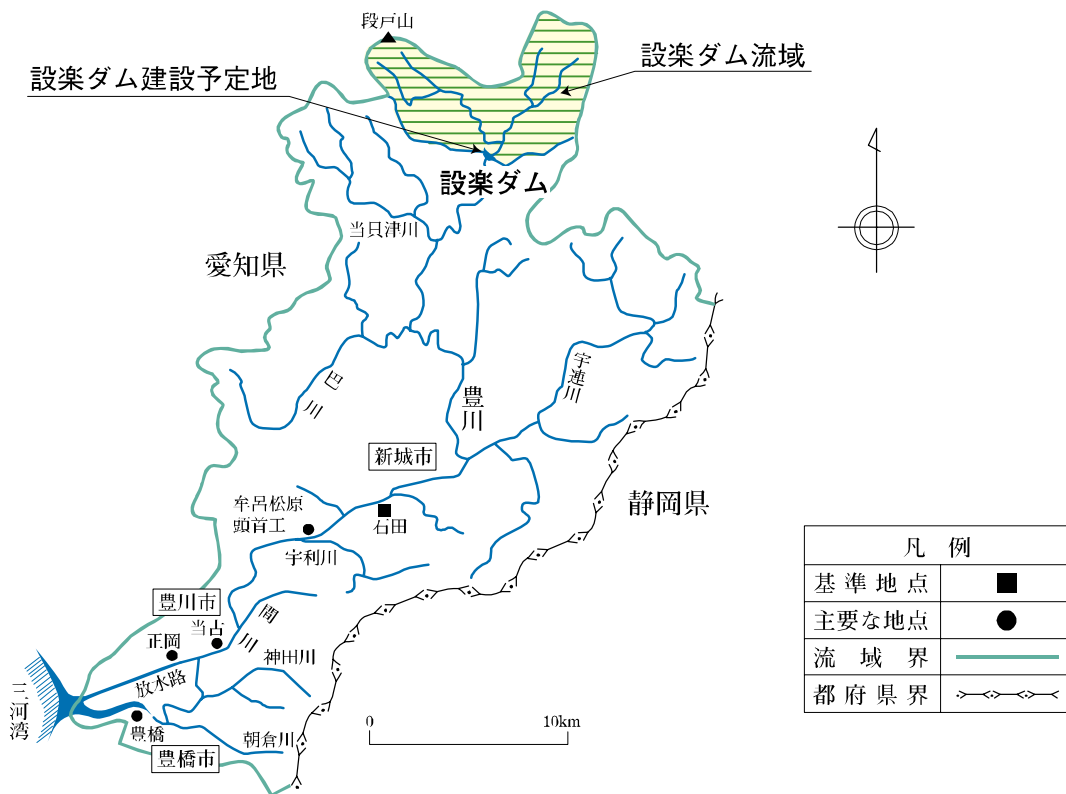 段戸山
設楽ダム流域
設楽ダム建設予定地
設楽ダム
当貝津川
愛知県
巴川
豊川
宇連川
新城市
牟呂松原
頭首工
石田
静岡県
宇利川
豊川市
間川
当古
正岡
神田川
放水路
三河湾
豊橋
朝倉川
豊橋市
0 10km
凡例
基準地点
主要な地点
流域界
都府県界